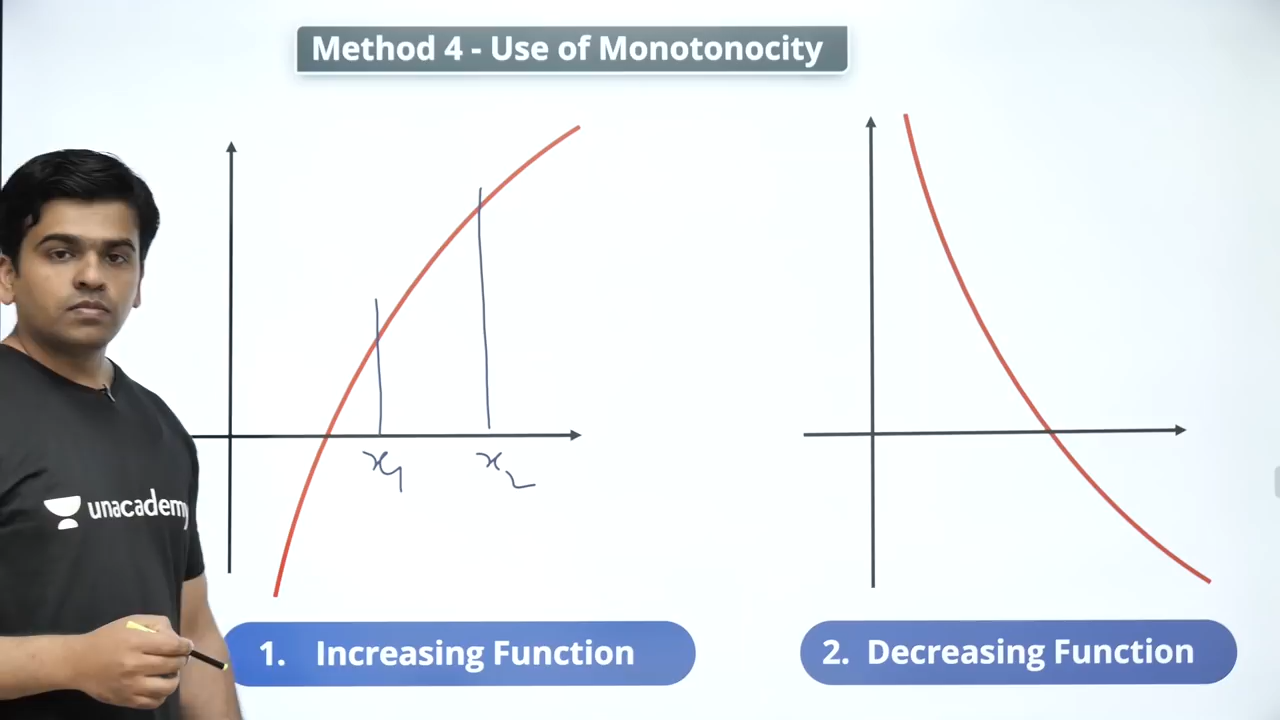 Method 4 - Use of Monotonocity
x₁ x₂
unacademy
1. Increasing Function
2. Decreasing Function